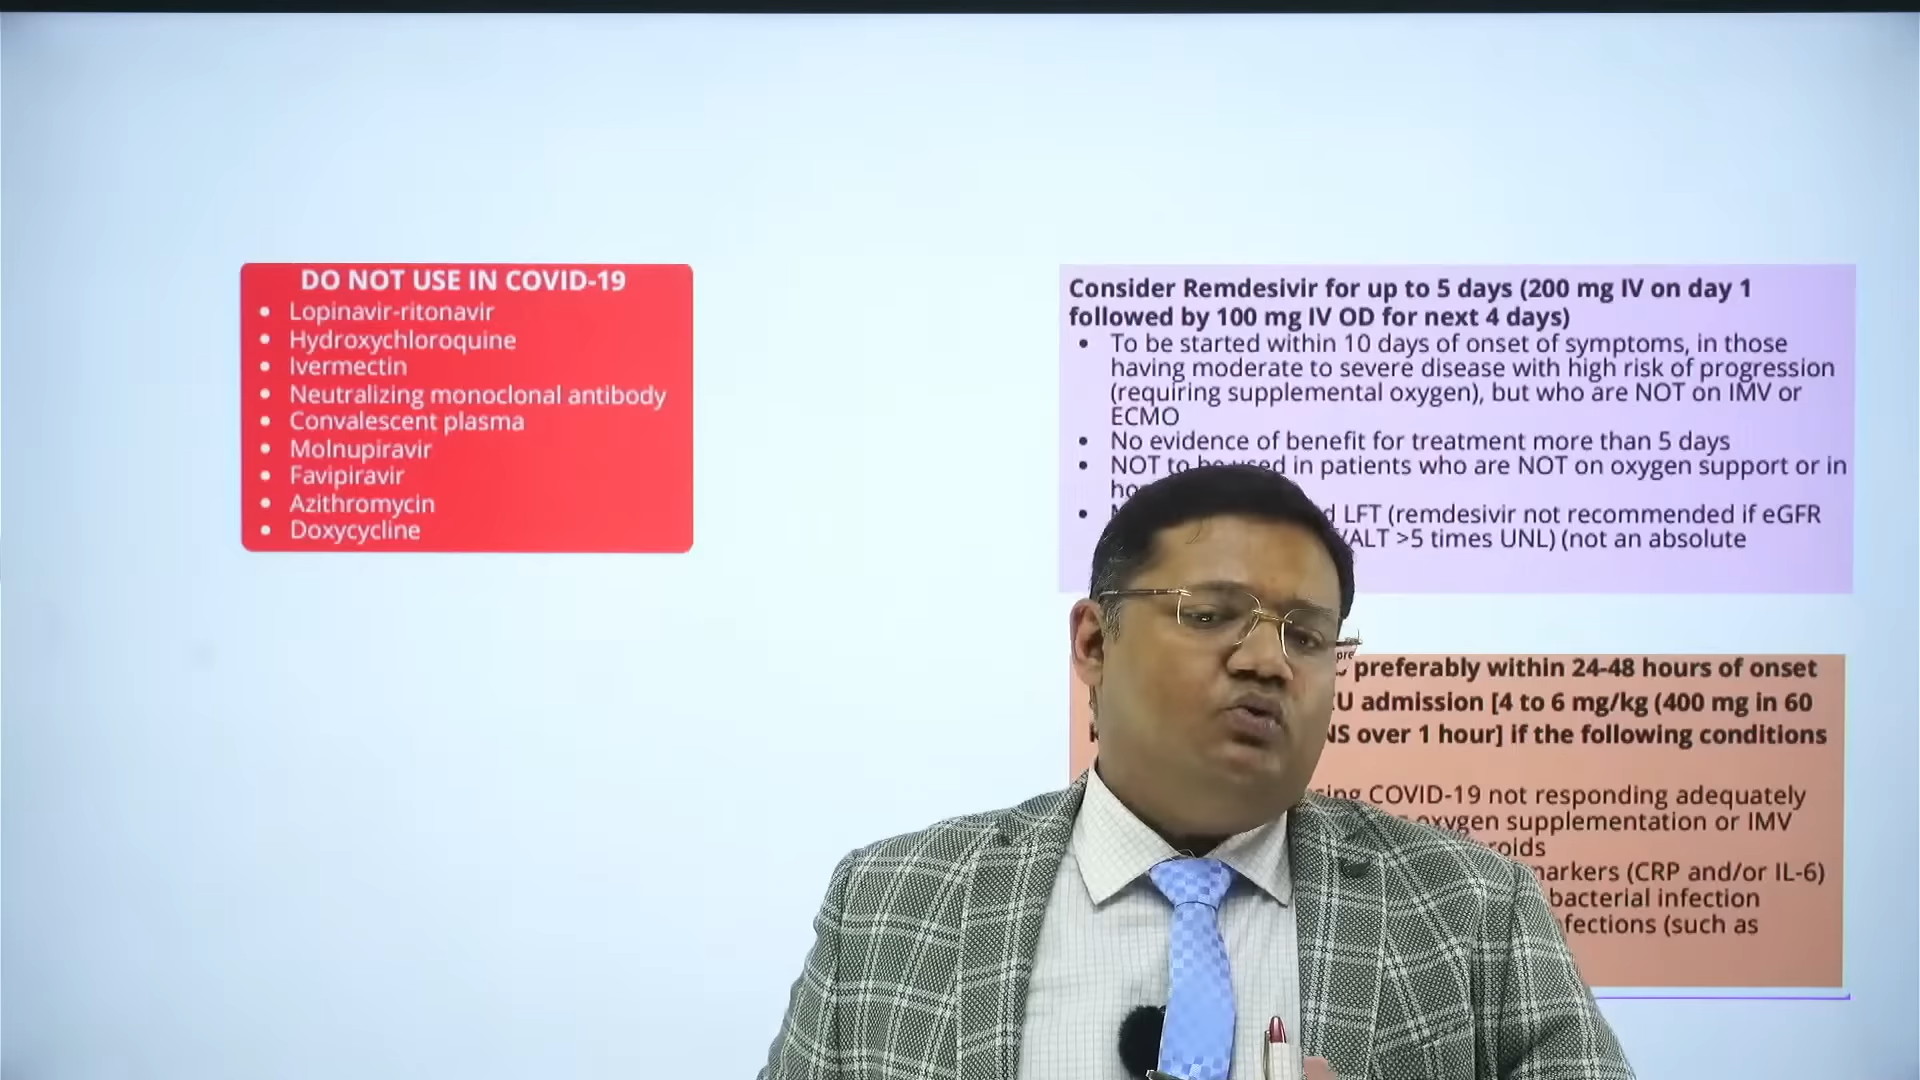 DO NOT USE IN COVID-19
• Lopinavir-ritonavir
• Hydroxychloroquine
• Ivermectin
• Neutralizing monoclonal antibody
• Convalescent plasma
• Molnupiravir
• Favipiravir
• Azithromycin
• Doxycycline
Consider Remdesivir for up to 5 days (200 mg IV on day 1
followed by 100 mg IV OD for next 4 days)
• To be started within 10 days of onset of symptoms, in those
having moderate to severe disease with high risk of progression
(requiring supplemental oxygen), but who are NOT on IMV or
ECMO
• No evidence of benefit for treatment more than 5 days
• NOT to be used in patients who are NOT on oxygen support or in
• LFT (remdesivir not recommended if eGFR
/ALT >5 times UNL) (not an absolute
preferably within 24-48 hours of onset
admission [4 to 6 mg/kg (400 mg in 60
NS over 1 hour] if the following conditions
COVID-19 not responding adequately
oxygen supplementation or IMV
markers (CRP and/or IL-6)
bacterial infection
(such as